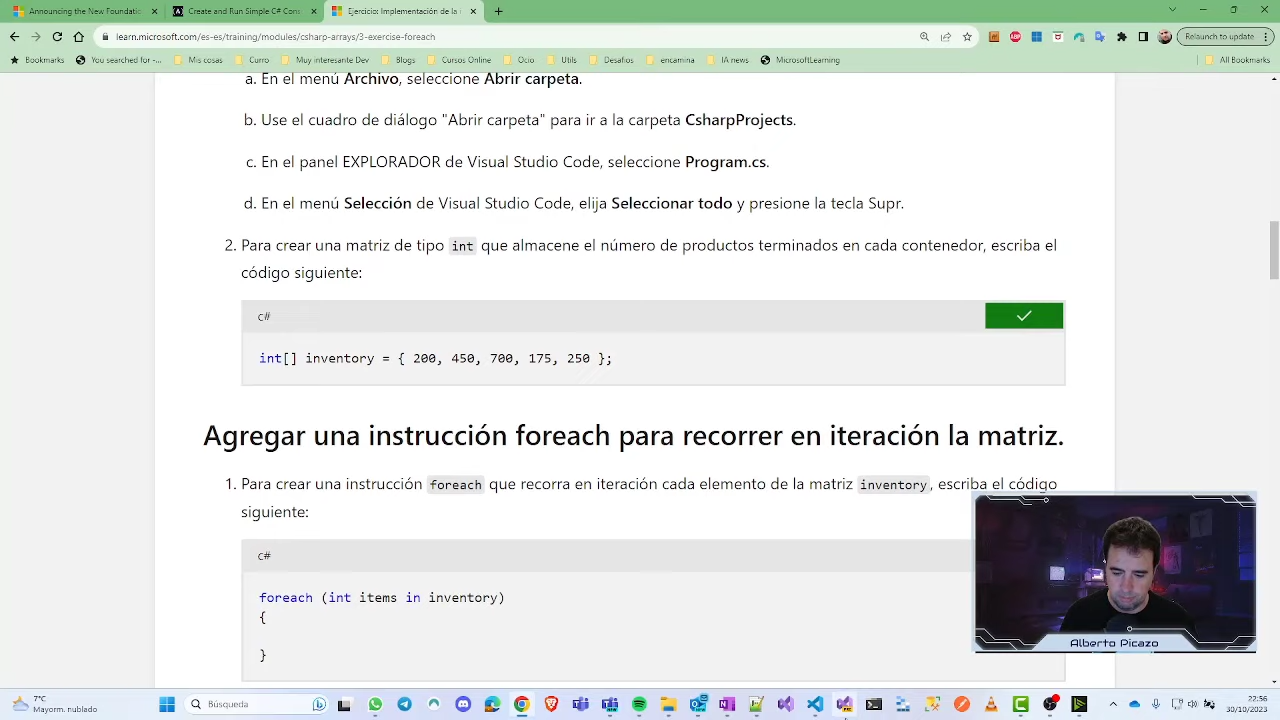 Announcing the New Foundatic
Create and Run Simple C# Cons
Ejercicio: Implementación de la i
learn.microsoft.com/es-es/training/modules/csharp-arrays/3-exercise-foreach
Relaunch to update
Bookmarks
You searched for -...
Mis cosas
Curro
Muy interesante Dev
Blogs
Cursos Online
Ocio
Utils
Desafios
encamina
IA news
MicrosoftLearning
All Bookmarks
a. En el menú Archivo, seleccione Abrir carpeta.
b. Use el cuadro de diálogo "Abrir carpeta" para ir a la carpeta CsharpProjects.
c. En el panel EXPLORADOR de Visual Studio Code, seleccione Program.cs.
d. En el menú Selección de Visual Studio Code, elija Seleccionar todo y presione la tecla Supr.
2. Para crear una matriz de tipo int que almacene el número de productos terminados en cada contenedor, escriba el
código siguiente:
c#
int[] inventory = { 200, 450, 700, 175, 250 };
Agregar una instrucción foreach para recorrer en iteración la matriz.
1. Para crear una instrucción foreach que recorra en iteración cada elemento de la matriz inventory, escriba el código
siguiente:
c#
foreach (int items in inventory)
{
}
Alberto Picazo
7°C
Mayorm. nublado
Búsqueda
22:56
30/10/2023